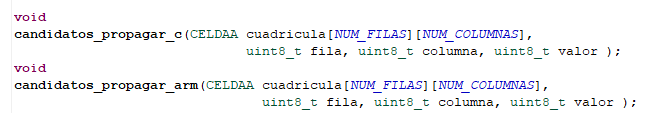 void
candidatos_propagar_c(CELDAA cuadricula[NUM_FILAS][NUM_COLUMNAS],
uint8_t fila, uint8_t columna, uint8_t valor );
void
candidatos_propagar_arm(CELDAA cuadricula[NUM_FILAS][NUM_COLUMNAS],
uint8_t fila, uint8_t columna, uint8_t valor );